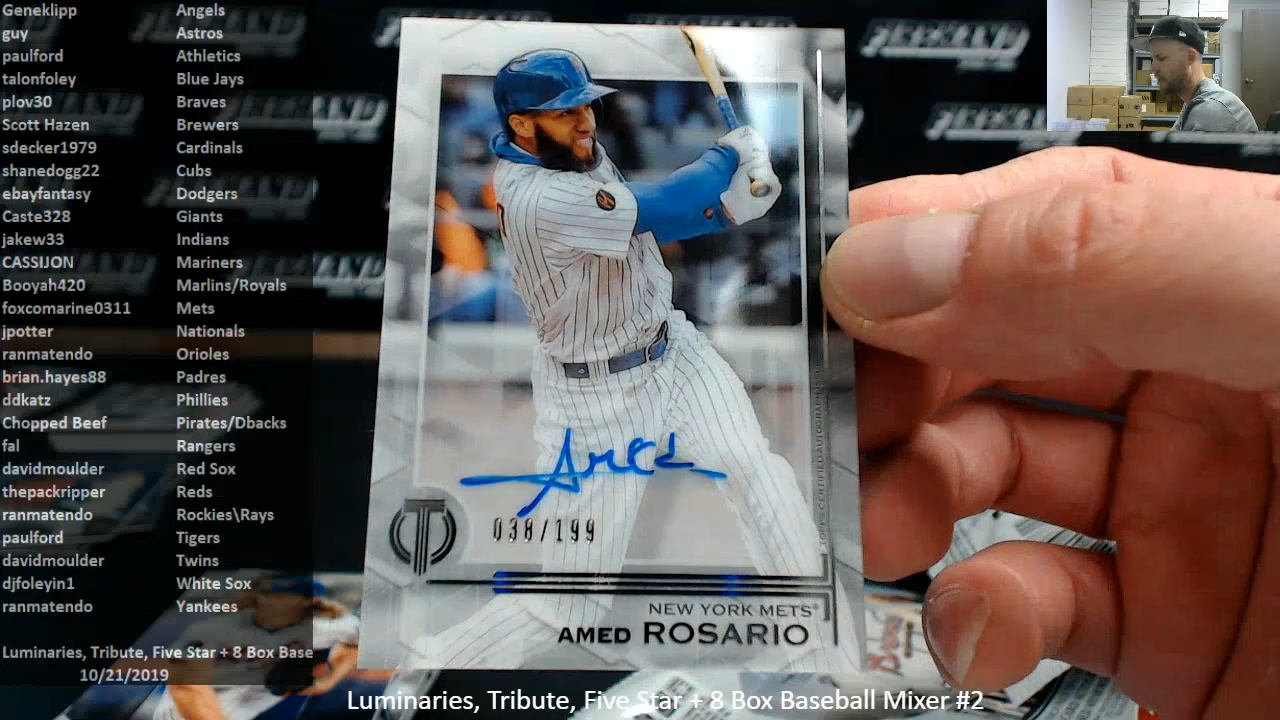 Geneklipp Angels
guy Astros
paulford Athletics
talonfoley Blue Jays
plov30 Braves
Scott Hazen Brewers
sdecker1979 Cardinals
shanedogg22 Cubs
ebayfantasy Dodgers
Caste328 Giants
jakew33 Indians
CASSIJON Mariners
Booyah420 Marlins/Royals
foxcomarine0311 Mets
jpotter Nationals
ranmatendo Orioles
brian.hayes88 Padres
ddkatz Phillies
Chopped Beef Pirates/Dbacks
fal Rangers
davidmoulder Red Sox
thepackripper Reds
ranmatendo Rockies\Rays
paulford Tigers
davidmoulder Twins
djfoleyin1 White Sox
ranmatendo Yankees
Luminaries, Tribute, Five Star + 8 Box Base
10/21/2019
038/199
NEW YORK METS®
AMED ROSARIO
Luminaries, Tribute, Five Star + 8 Box Baseball Mixer #2